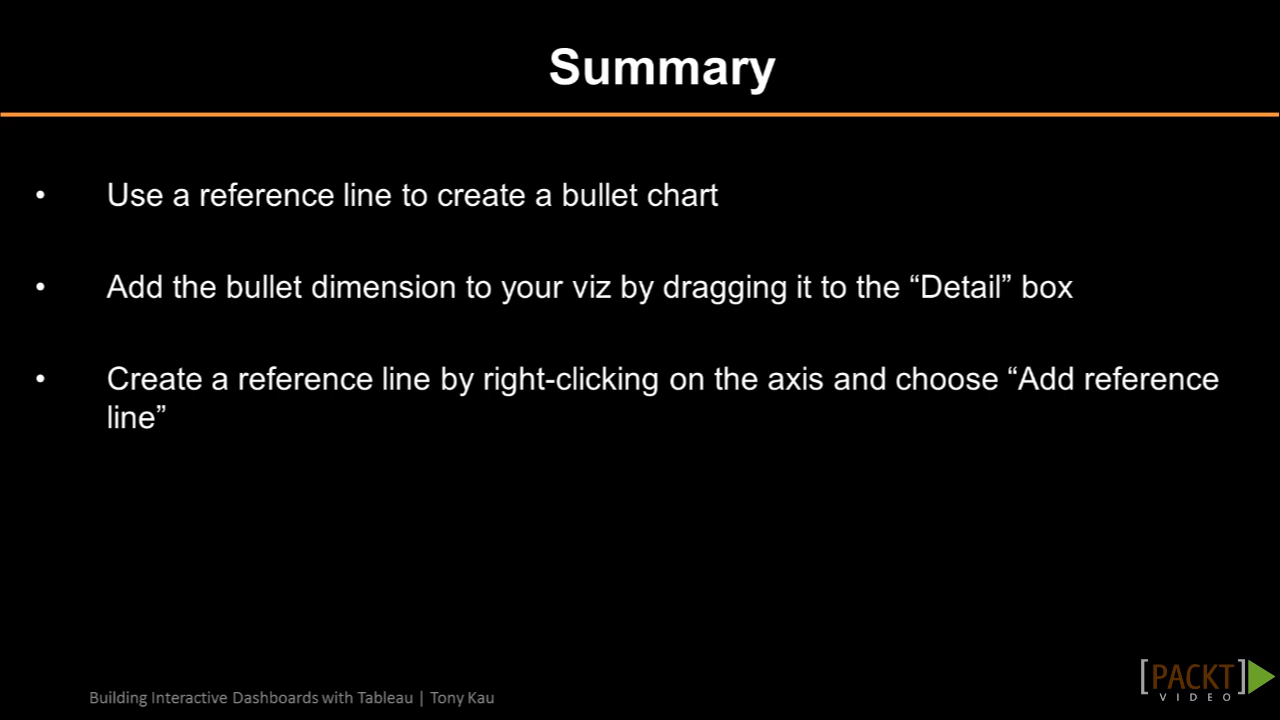 Summary
• Use a reference line to create a bullet chart
• Add the bullet dimension to your viz by dragging it to the “Detail” box
• Create a reference line by right-clicking on the axis and choose “Add reference
line”
Building Interactive Dashboards with Tableau | Tony Kau
[PACKT]
VIDEO